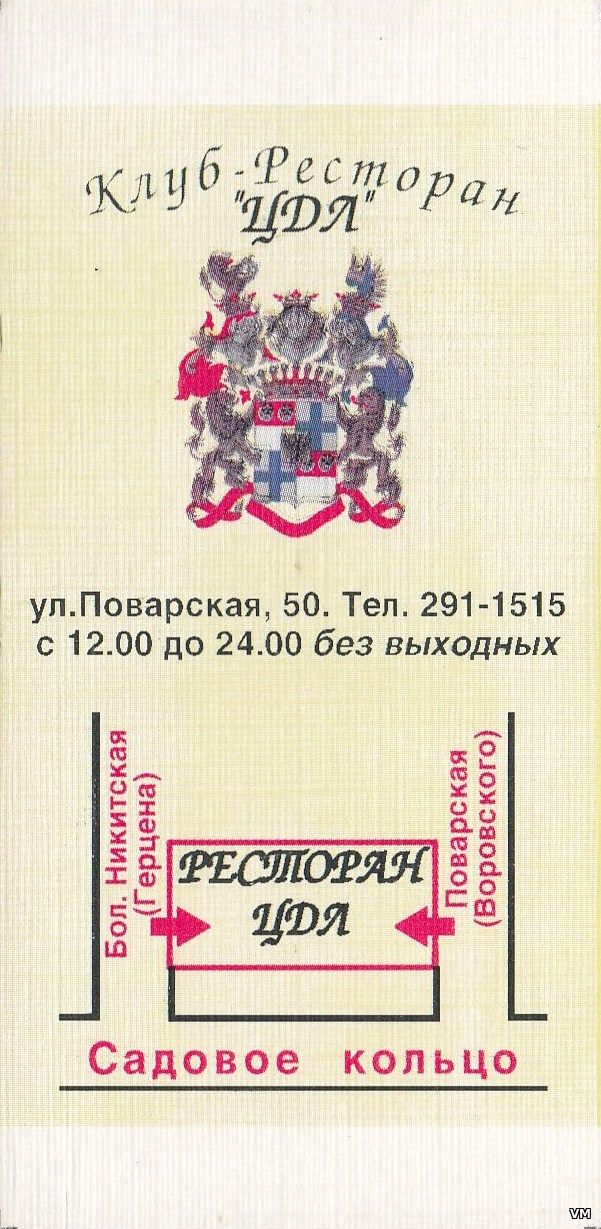 Клуб-Ресторан
"ЦДЛ"
ул.Поварская, 50. Тел. 291-1515
с 12.00 до 24.00 без выходных
Бол. Никитская
(Герцена)
РЕСТОРАН
ЦДЛ
Поварская
(Воровского)
Садовое кольцо
VM